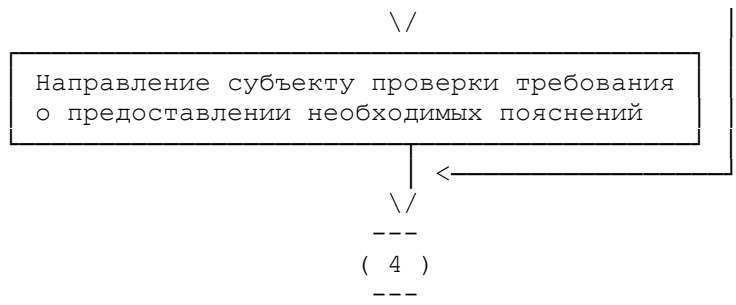 Направление субъекту проверки требования
о предоставлении необходимых пояснений
( 4 )